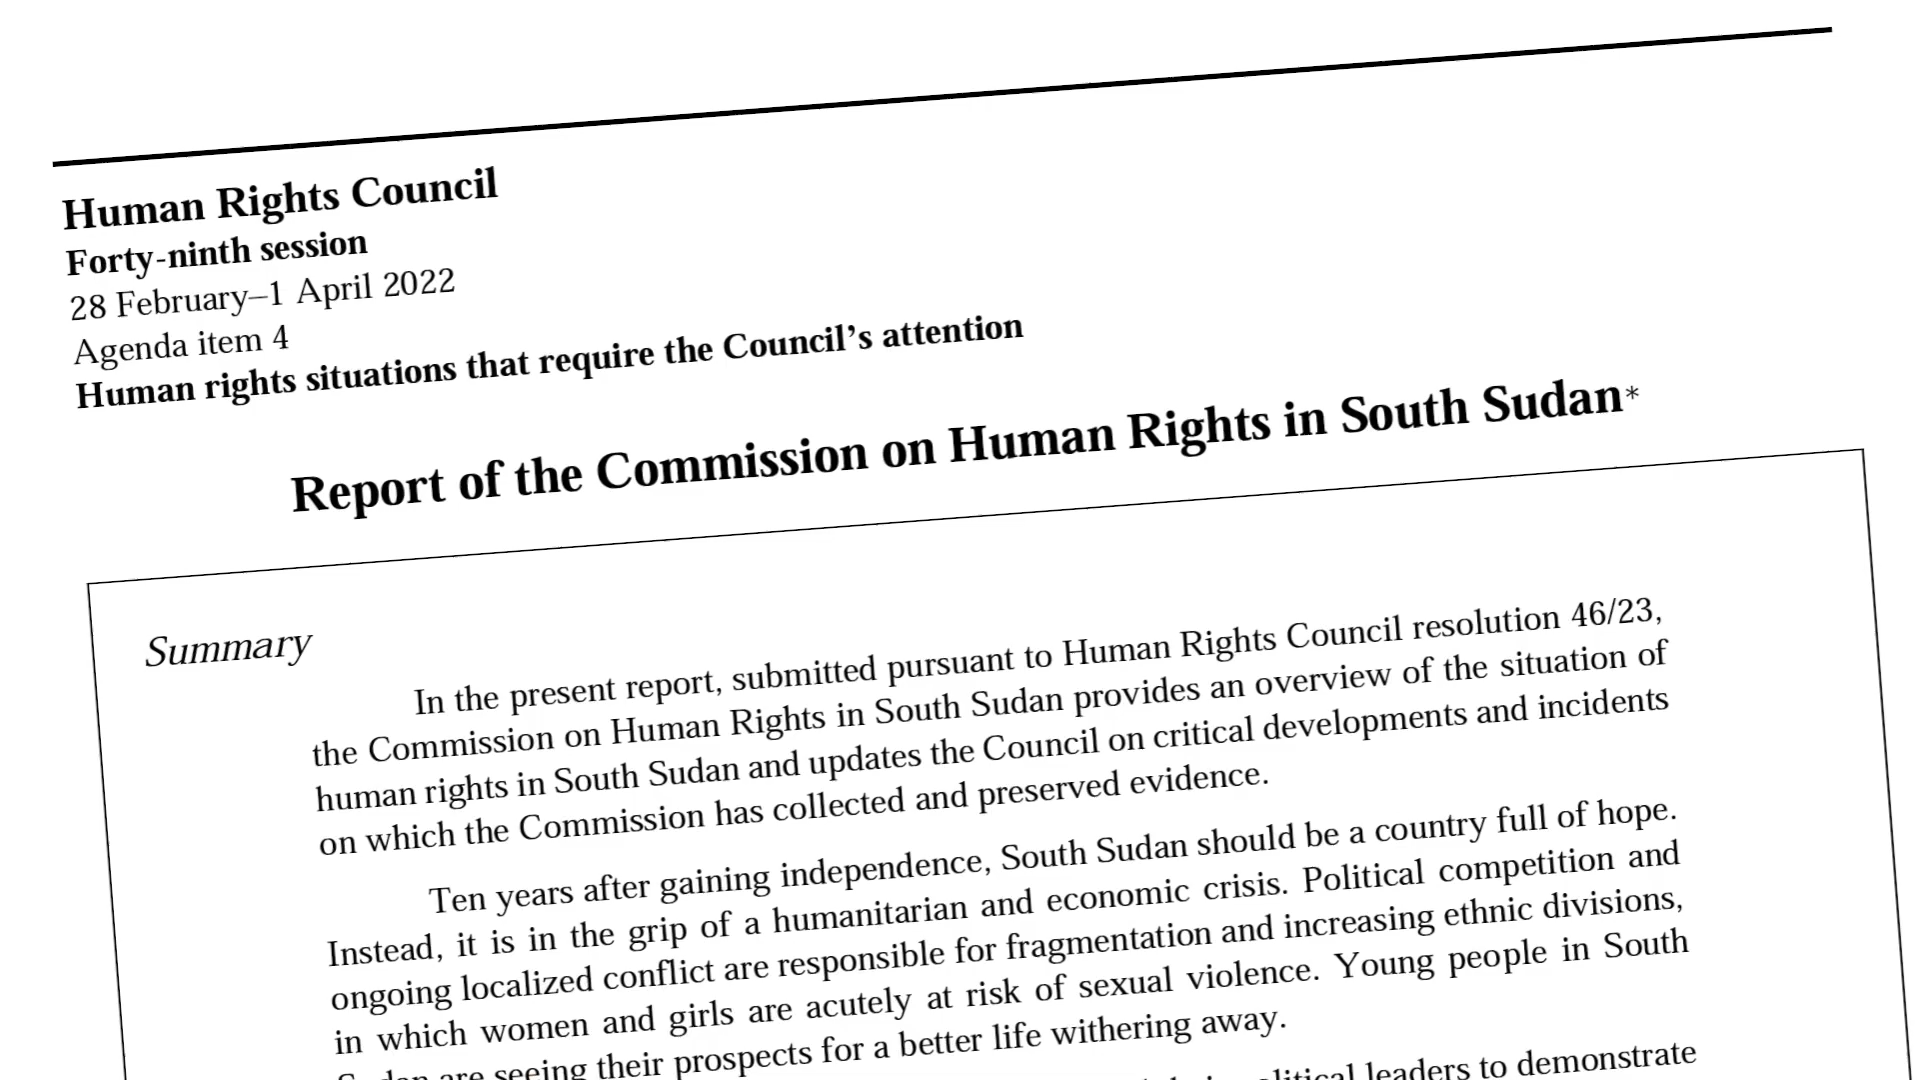 Human Rights Council
Forty-ninth session
28 February–1 April 2022
Agenda item 4
Human rights situations that require the Council’s attention
Report of the Commission on Human Rights in South Sudan*
Summary
In the present report, submitted pursuant to Human Rights Council resolution 46/23,
the Commission on Human Rights in South Sudan provides an overview of the situation of
human rights in South Sudan and updates the Council on critical developments and incidents
on which the Commission has collected and preserved evidence.
Ten years after gaining independence, South Sudan should be a country full of hope.
Instead, it is in the grip of a humanitarian and economic crisis. Political competition and
ongoing localized conflict are responsible for fragmentation and increasing ethnic divisions,
in which women and girls are acutely at risk of sexual violence. Young people in South
Sudan are seeing their prospects for a better life withering away.
political leaders to demonstrate